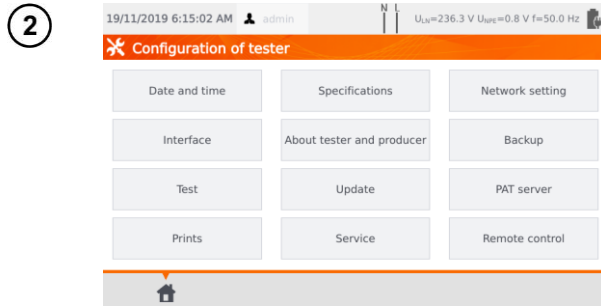 2
19/11/2019 6:15:02 AM admin N L ULN=236.3 V UNPE=0.8 V f=50.0 Hz
Configuration of tester
Date and time Specifications Network setting
Interface About tester and producer Backup
Test Update PAT server
Prints Service Remote control